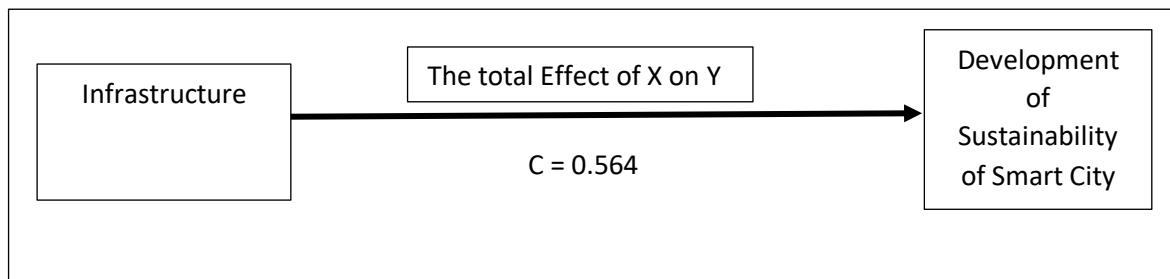 Infrastructure
The total Effect of X on Y
C = 0.564
Development
of
Sustainability
of Smart City